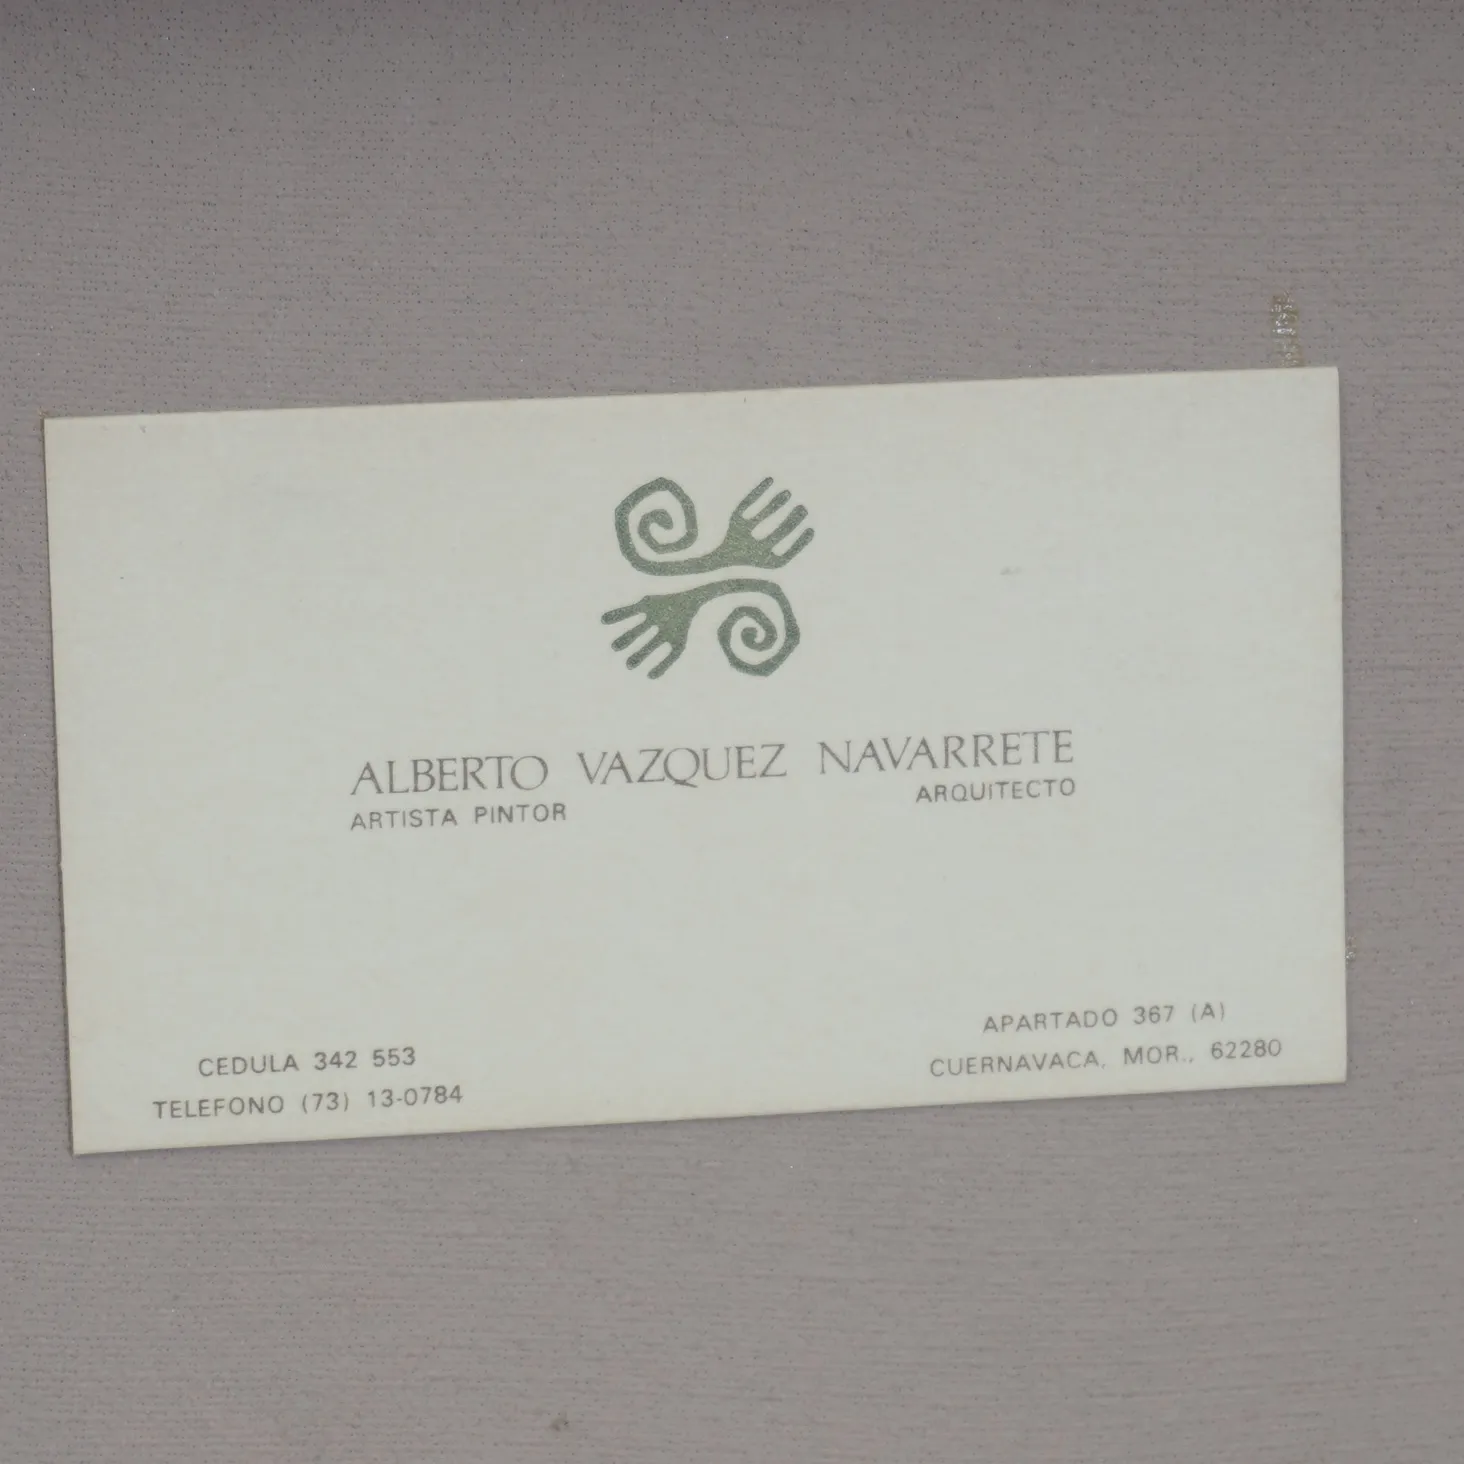 ALBERTO VAZQUEZ NAVARRETE
ARTISTA PINTOR ARQUITECTO
CEDULA 342 553
TELEFONO (73) 13-0784
APARTADO 367 (A)
CUERNAVACA, MOR., 62280